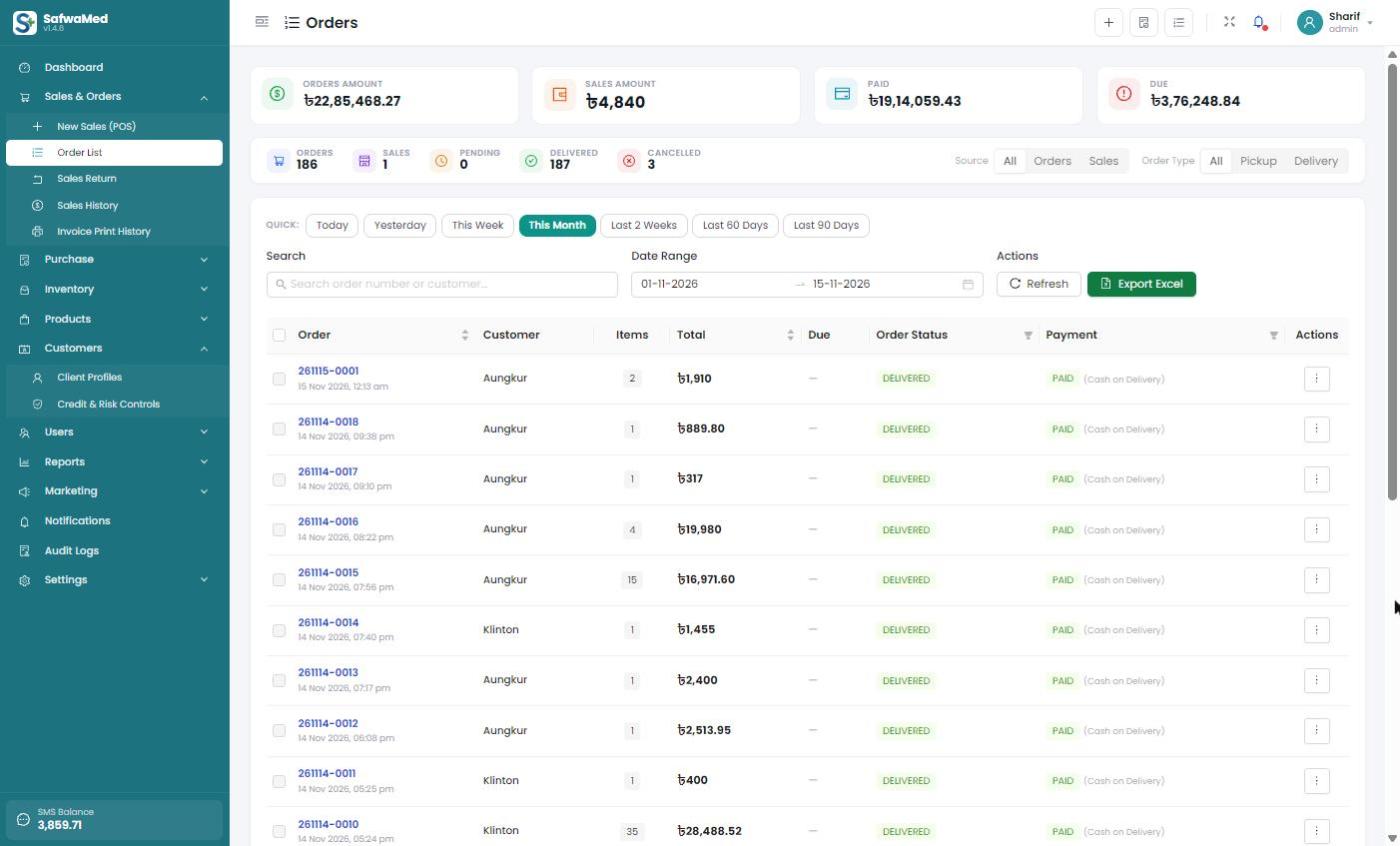 SafwaMed
v1.4.6
Dashboard
Sales & Orders
New Sales (POS)
Order List
Sales Return
Sales History
Invoice Print History
Purchase
Inventory
Products
Customers
Client Profiles
Credit & Risk Controls
Users
Reports
Marketing
Notifications
Audit Logs
Settings
SMS Balance
3,859.71
Orders
Sharif
admin
ORDERS AMOUNT
৳22,85,468.27
SALES AMOUNT
৳4,840
PAID
৳19,14,059.43
DUE
৳3,76,248.84
ORDERS
186
SALES
1
PENDING
0
DELIVERED
187
CANCELLED
3
Source All Orders Sales Order Type All Pickup Delivery
QUICK: Today Yesterday This Week This Month Last 2 Weeks Last 60 Days Last 90 Days
Search Date Range Actions
Search order number or customer... 01-11-2026 → 15-11-2026 Refresh Export Excel
Order Customer Items Total Due Order Status Payment Actions
261115-0001
15 Nov 2026, 12:13 am
Aungkur 2 ৳1,910 — DELIVERED PAID (Cash on Delivery)
261114-0018
14 Nov 2026, 09:38 pm
Aungkur 1 ৳889.80 — DELIVERED PAID (Cash on Delivery)
261114-0017
14 Nov 2026, 09:10 pm
Aungkur 1 ৳317 — DELIVERED PAID (Cash on Delivery)
261114-0016
14 Nov 2026, 08:22 pm
Aungkur 4 ৳19,980 — DELIVERED PAID (Cash on Delivery)
261114-0015
14 Nov 2026, 07:56 pm
Aungkur 15 ৳16,971.60 — DELIVERED PAID (Cash on Delivery)
261114-0014
14 Nov 2026, 07:40 pm
Klinton 1 ৳1,455 — DELIVERED PAID (Cash on Delivery)
261114-0013
14 Nov 2026, 07:17 pm
Aungkur 1 ৳2,400 — DELIVERED PAID (Cash on Delivery)
261114-0012
14 Nov 2026, 06:08 pm
Aungkur 1 ৳2,513.95 — DELIVERED PAID (Cash on Delivery)
261114-0011
14 Nov 2026, 05:25 pm
Klinton 1 ৳400 — DELIVERED PAID (Cash on Delivery)
261114-0010
14 Nov 2026, 05:24 pm
Klinton 35 ৳28,488.52 — DELIVERED PAID (Cash on Delivery)